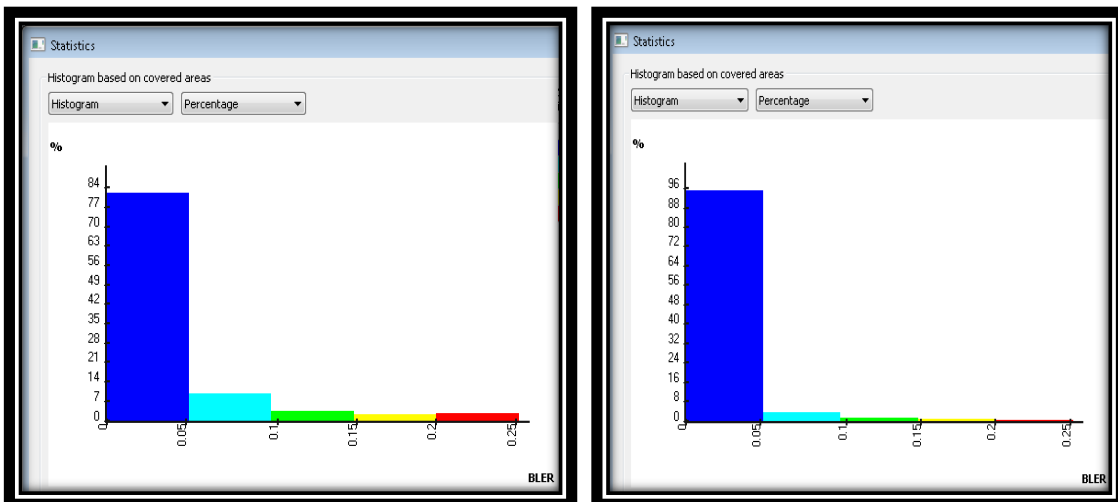 Statistics
Histogram based on covered areas
Histogram Percentage
%
84
77
70
63
56
49
42
35
28
21
14
7
0
0 0.05 0.1 0.15 0.2 0.25
BLER
Statistics
Histogram based on covered areas
Histogram Percentage
%
96
88
80
72
64
56
48
40
32
24
16
8
0
0 0.05 0.1 0.15 0.2 0.25
BLER